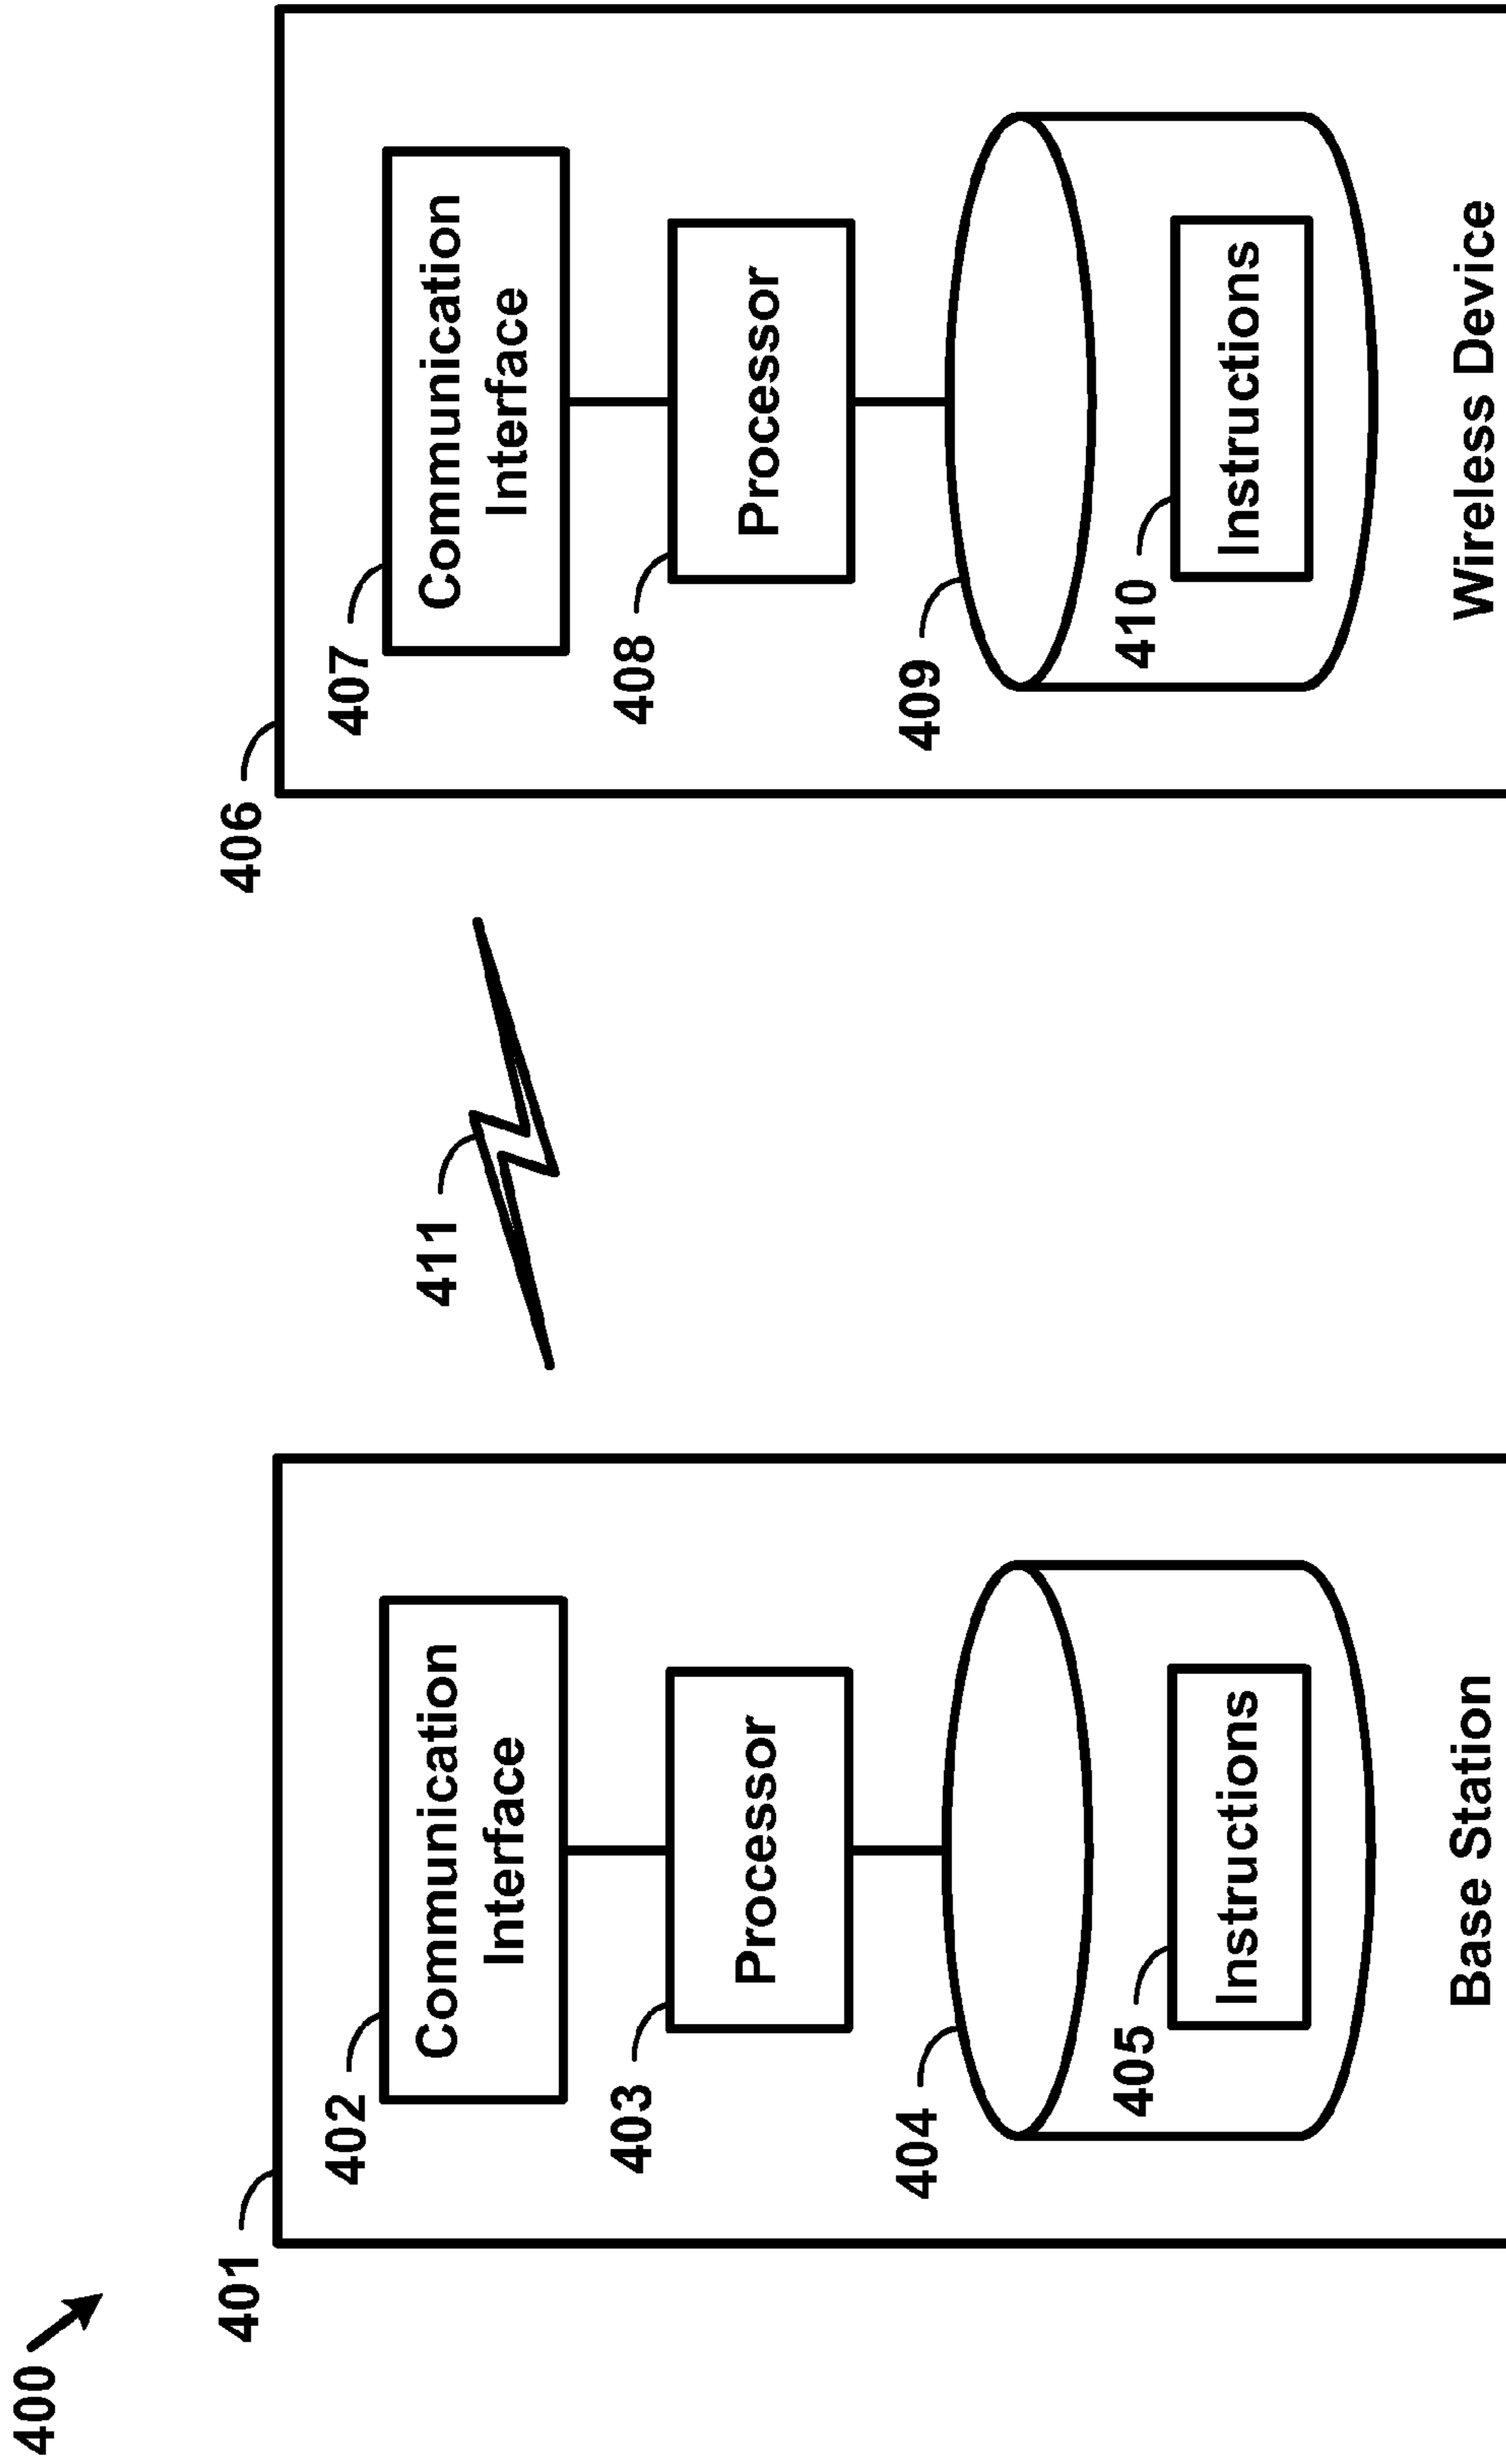 400
401
402
Communication
Interface
403
Processor
404
405
Instructions
Base Station
411
406
407
Communication
Interface
408
Processor
409
410
Instructions
Wireless Device